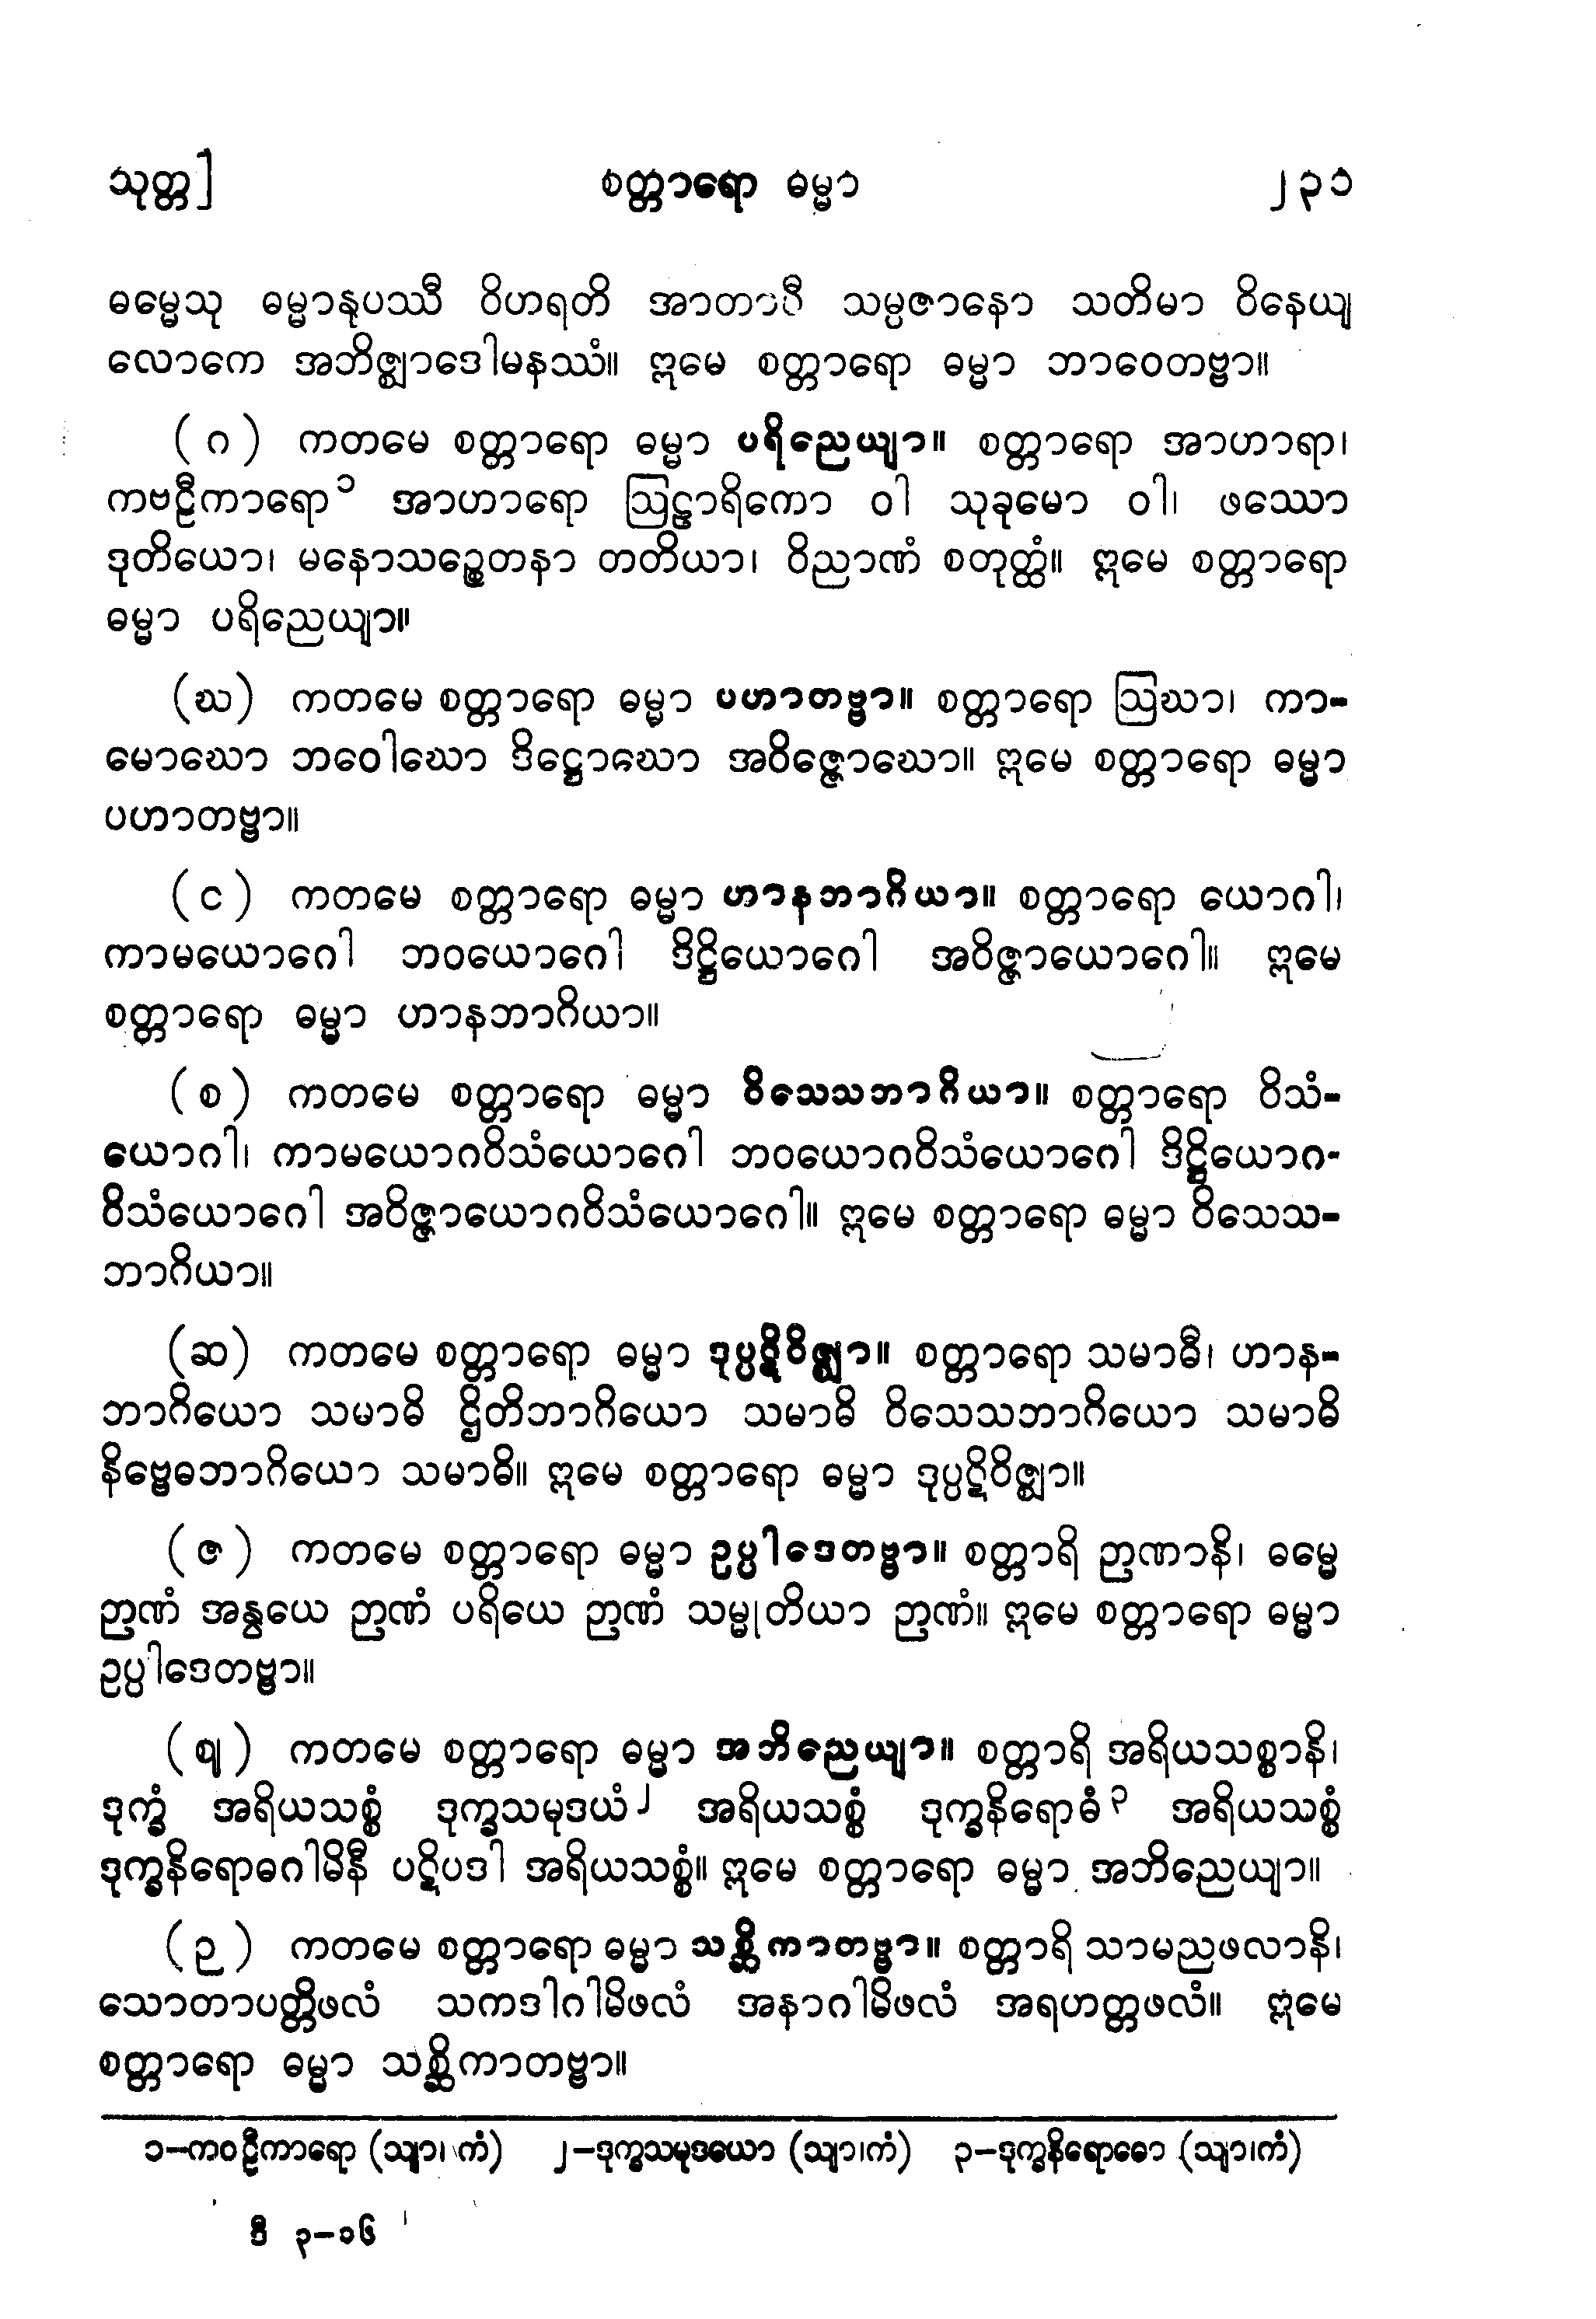 သုတ္တ] စတ္တာရော ဓမ္မာ ၂၃၁
ဓမ္မေသု ဓမ္မာနုပဿီ ဝိဟရတိ အာတာပီ သမ္ပဇာနော သတိမာ ဝိနေယျ
လောကေ အဘိဇ္ဈာဒေါမနဿံ။ ဣမေ စတ္တာရော ဓမ္မာ ဘာဝေတဗ္ဗာ။
(ဂ) ကတမေ စတ္တာရော ဓမ္မာ ပရိညေယျာ။ စတ္တာရော အာဟာရာ၊
ကဗဠီကာရော၁ အာဟာရော ဩဠာရိကော ဝါ သုခုမော ဝါ၊ ဖဿော
ဒုတိယော၊ မနောသဉ္စေတနာ တတိယာ၊ ဝိညာဏံ စတုတ္ထံ။ ဣမေ စတ္တာရော
ဓမ္မာ ပရိညေယျာ။
(ဃ) ကတမေ စတ္တာရော ဓမ္မာ ပဟာတဗ္ဗာ။ စတ္တာရော ဩဃာ၊ ကာ-
မောဃော ဘဝေါဃော ဒိဋ္ဌောဃော အဝိဇ္ဇောဃော။ ဣမေ စတ္တာရော ဓမ္မာ
ပဟာတဗ္ဗာ။
(င) ကတမေ စတ္တာရော ဓမ္မာ ဟာနဘာဂိယာ။ စတ္တာရော ယောဂါ၊
ကာမယောဂေါ ဘဝယောဂေါ ဒိဋ္ဌိယောဂေါ အဝိဇ္ဇာယောဂေါ။ ဣမေ
စတ္တာရော ဓမ္မာ ဟာနဘာဂိယာ။
(စ) ကတမေ စတ္တာရော ဓမ္မာ ဝိသေသဘာဂိယာ။ စတ္တာရော ဝိသံ-
ယောဂါ၊ ကာမယောဂဝိသံယောဂေါ ဘဝယောဂဝိသံယောဂေါ ဒိဋ္ဌိယောဂ-
ဝိသံယောဂေါ အဝိဇ္ဇာယောဂဝိသံယောဂေါ။ ဣမေ စတ္တာရော ဓမ္မာ ဝိသေသ-
ဘာဂိယာ။
(ဆ) ကတမေ စတ္တာရော ဓမ္မာ ဒုပ္ပဋိဝိဇ္ဈာ။ စတ္တာရော သမာဓီ၊ ဟာန-
ဘာဂိယော သမာဓိ ဌိတိဘာဂိယော သမာဓိ ဝိသေသဘာဂိယော သမာဓိ
နိဗ္ဗေဓဘာဂိယော သမာဓိ။ ဣမေ စတ္တာရော ဓမ္မာ ဒုပ္ပဋိဝိဇ္ဈာ။
(ဇ) ကတမေ စတ္တာရော ဓမ္မာ ဥပ္ပါဒေတဗ္ဗာ။ စတ္တာရိ ဉာဏာနိ၊ ဓမ္မေ
ဉာဏံ အနွယေ ဉာဏံ ပရိယေ ဉာဏံ သမ္မုတိယာ ဉာဏံ။ ဣမေ စတ္တာရော ဓမ္မာ
ဥပ္ပါဒေတဗ္ဗာ။
(ဈ) ကတမေ စတ္တာရော ဓမ္မာ အဘိညေယျာ။ စတ္တာရိ အရိယသစ္စာနိ၊
ဒုက္ခံ အရိယသစ္စံ ဒုက္ခသမုဒယံ၂ အရိယသစ္စံ ဒုက္ခနိရောဓံ၃ အရိယသစ္စံ
ဒုက္ခနိရောဓဂါမိနီ ပဋိပဒါ အရိယသစ္စံ။ ဣမေ စတ္တာရော ဓမ္မာ အဘိညေယျာ။
(ဉ) ကတမေ စတ္တာရော ဓမ္မာ သစ္ဆိကာတဗ္ဗာ။ စတ္တာရိ သာမညဖလာနိ၊
သောတာပတ္တိဖလံ သကဒါဂါမိဖလံ အနာဂါမိဖလံ အရဟတ္တဖလံ။ ဣမေ
စတ္တာရော ဓမ္မာ သစ္ဆိကာတဗ္ဗာ။
၁−ကဝဠီကာရော (သျာ၊ ကံ) ၂−ဒုက္ခသမုဒယော (သျာ၊ကံ) ၃−ဒုက္ခနိရောဓော (သျာ၊ကံ)
ဒီ ၃−၁၆